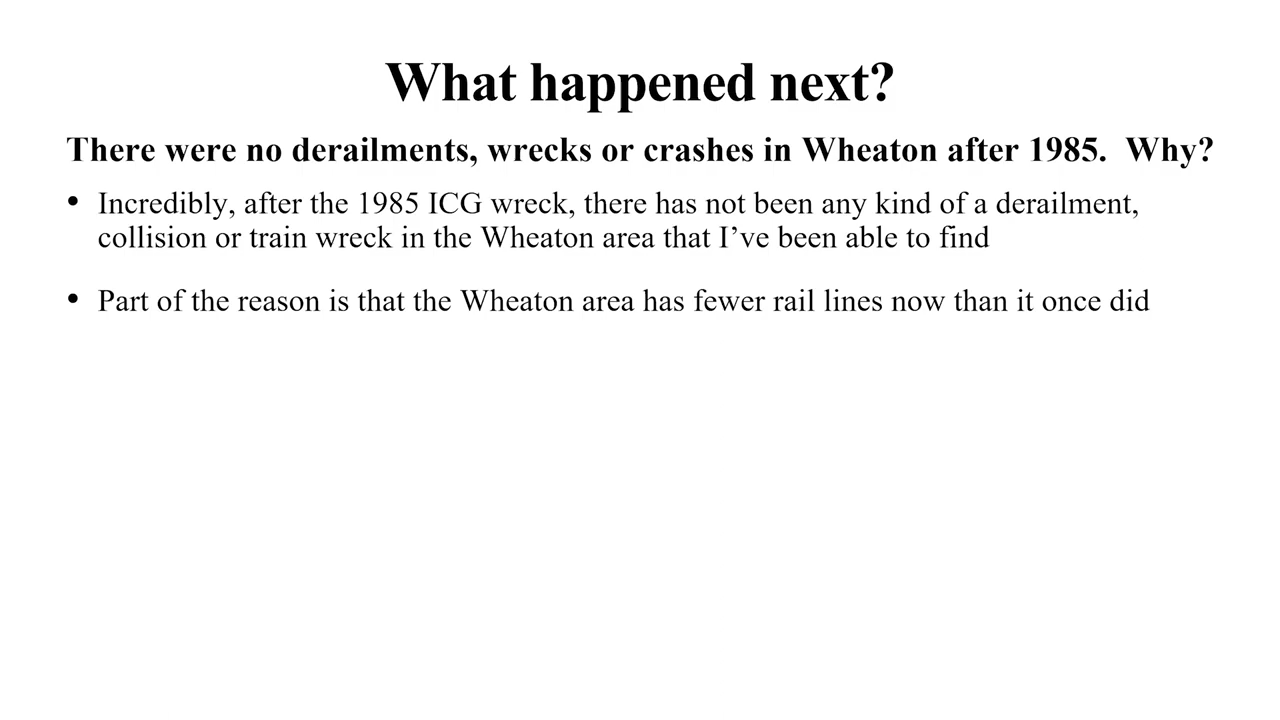 What happened next?
There were no derailments, wrecks or crashes in Wheaton after 1985.  Why?
• Incredibly, after the 1985 ICG wreck, there has not been any kind of a derailment,
collision or train wreck in the Wheaton area that I’ve been able to find
• Part of the reason is that the Wheaton area has fewer rail lines now than it once did